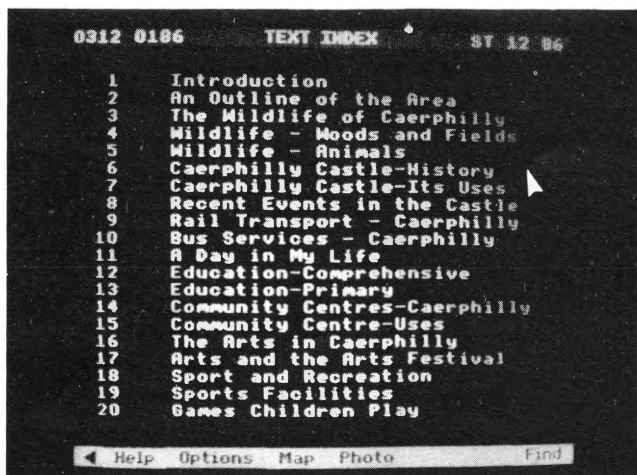 0312 0186 TEXT INDEX ST 12 86
1 Introduction
2 An Outline of the Area
3 The Wildlife of Caerphilly
4 Wildlife - Woods and Fields
5 Wildlife - Animals
6 Caerphilly Castle-History
7 Caerphilly Castle-Its Uses
8 Recent Events in the Castle
9 Rail Transport - Caerphilly
10 Bus Services - Caerphilly
11 A Day in My Life
12 Education-Comprehensive
13 Education-Primary
14 Community Centres-Caerphilly
15 Community Centre-Uses
16 The Arts in Caerphilly
17 Arts and the Arts Festival
18 Sport and Recreation
19 Sports Facilities
20 Games Children Play
Help Options Map Photo Find